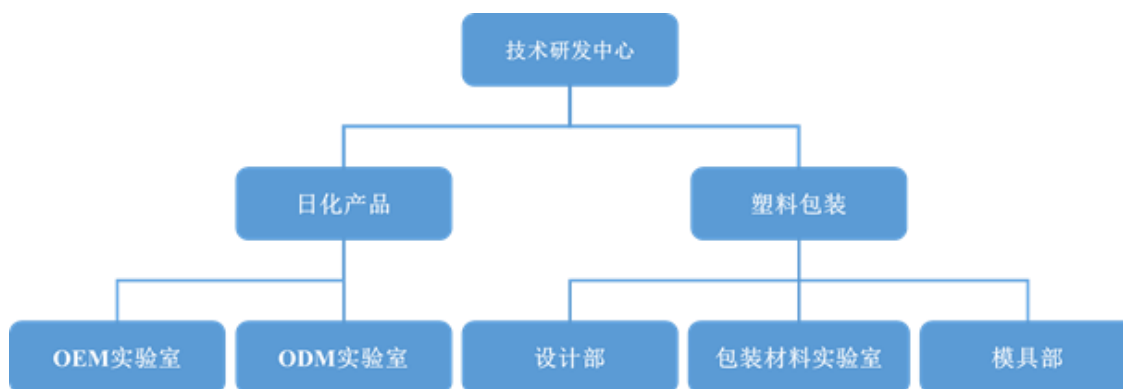 技术研发中心
日化产品
塑料包装
OEM实验室
ODM实验室
设计部
包装材料实验室
模具部